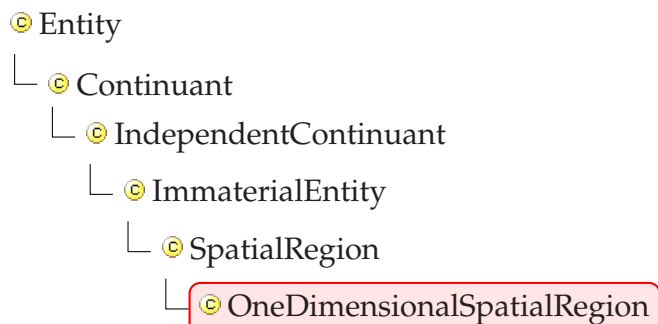 Entity
Continuant
IndependentContinuant
ImmaterialEntity
SpatialRegion
OneDimensionalSpatialRegion